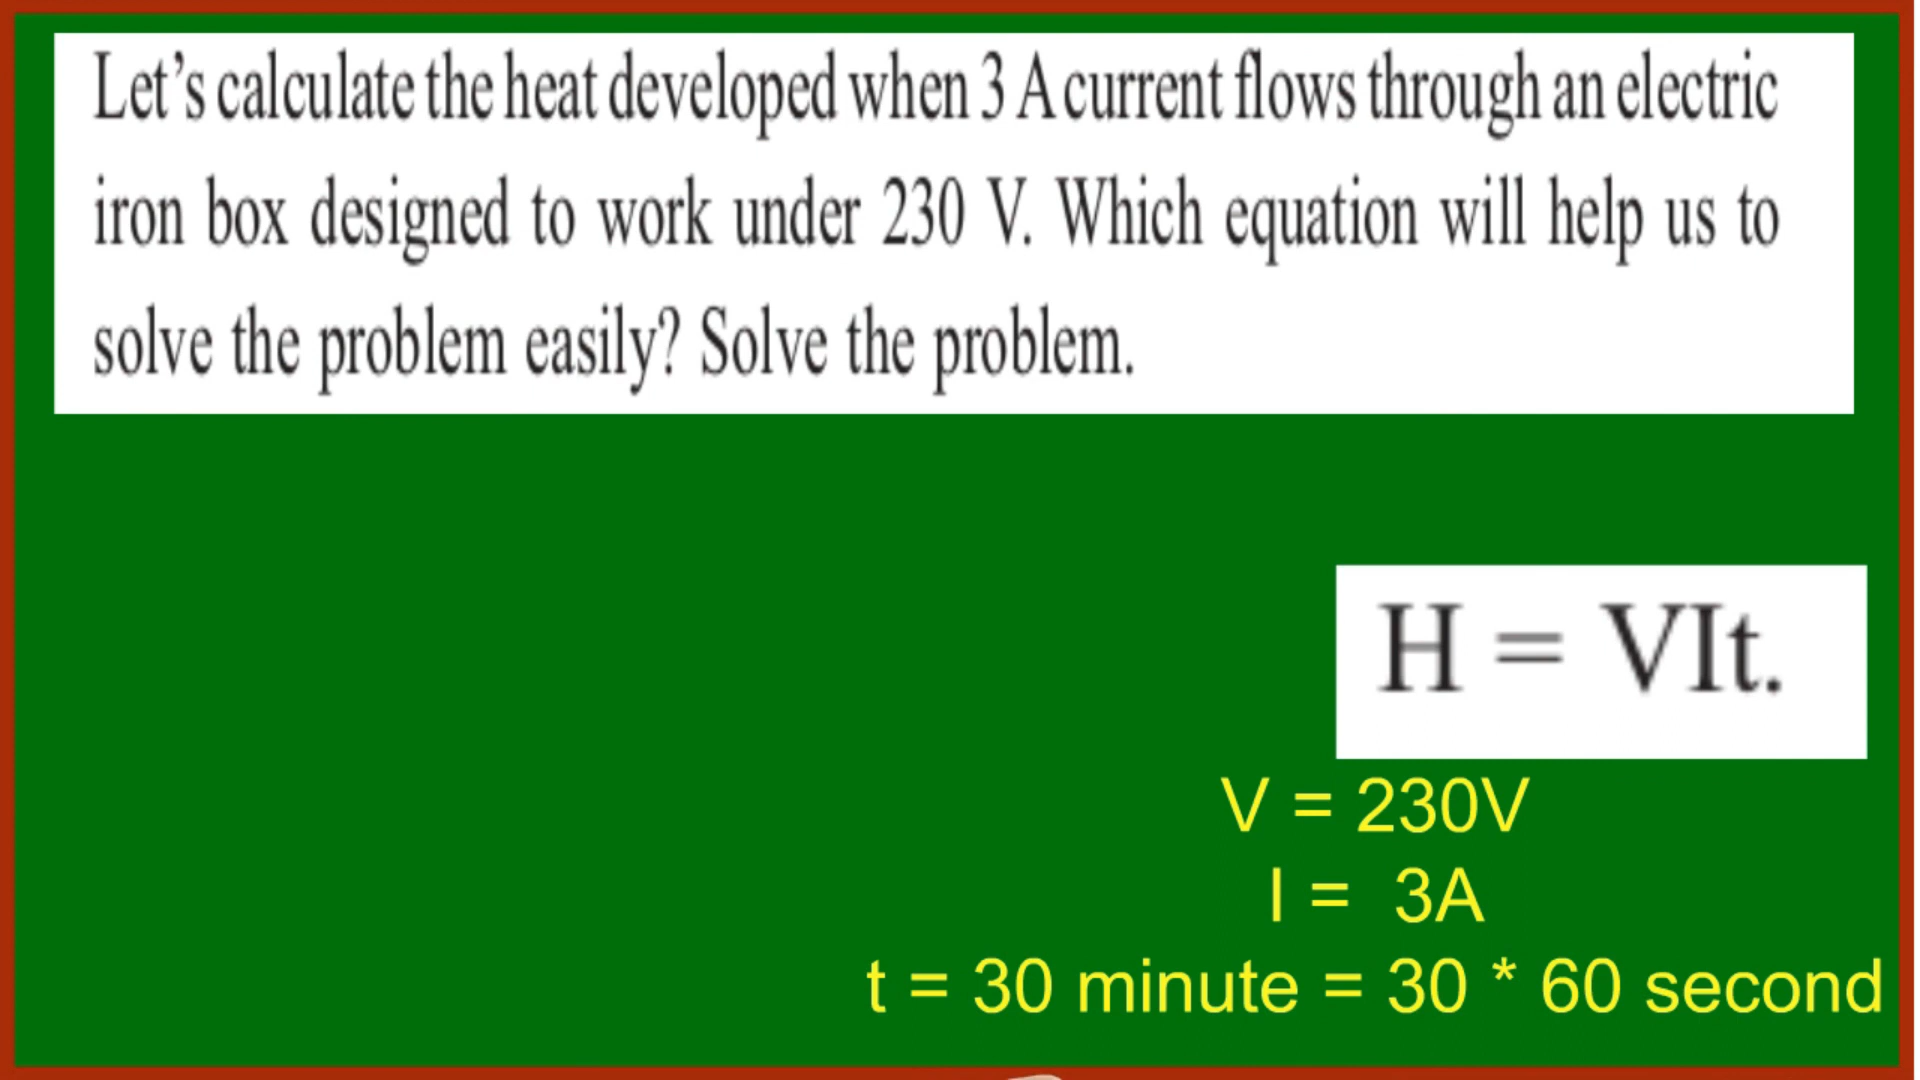 Let’s calculate the heat developed when 3 A current flows through an electric
iron box designed to work under 230 V. Which equation will help us to
solve the problem easily? Solve the problem.
H = VIt.
V = 230V
I = 3A
t = 30 minute = 30 * 60 second